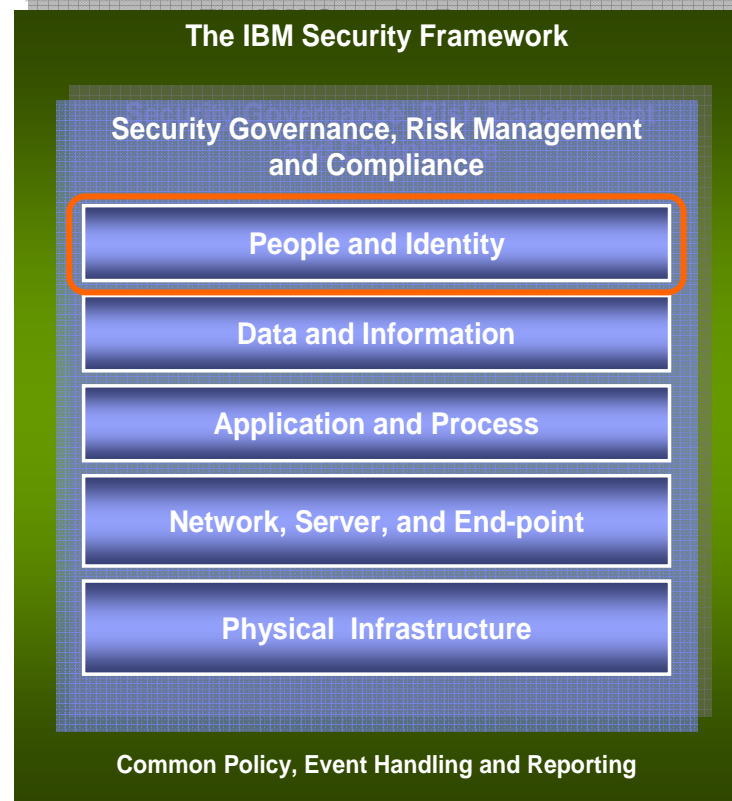 The IBM Security Framework
Security Governance, Risk Management
and Compliance
People and Identity
Data and Information
Application and Process
Network, Server, and End-point
Physical Infrastructure
Common Policy, Event Handling and Reporting